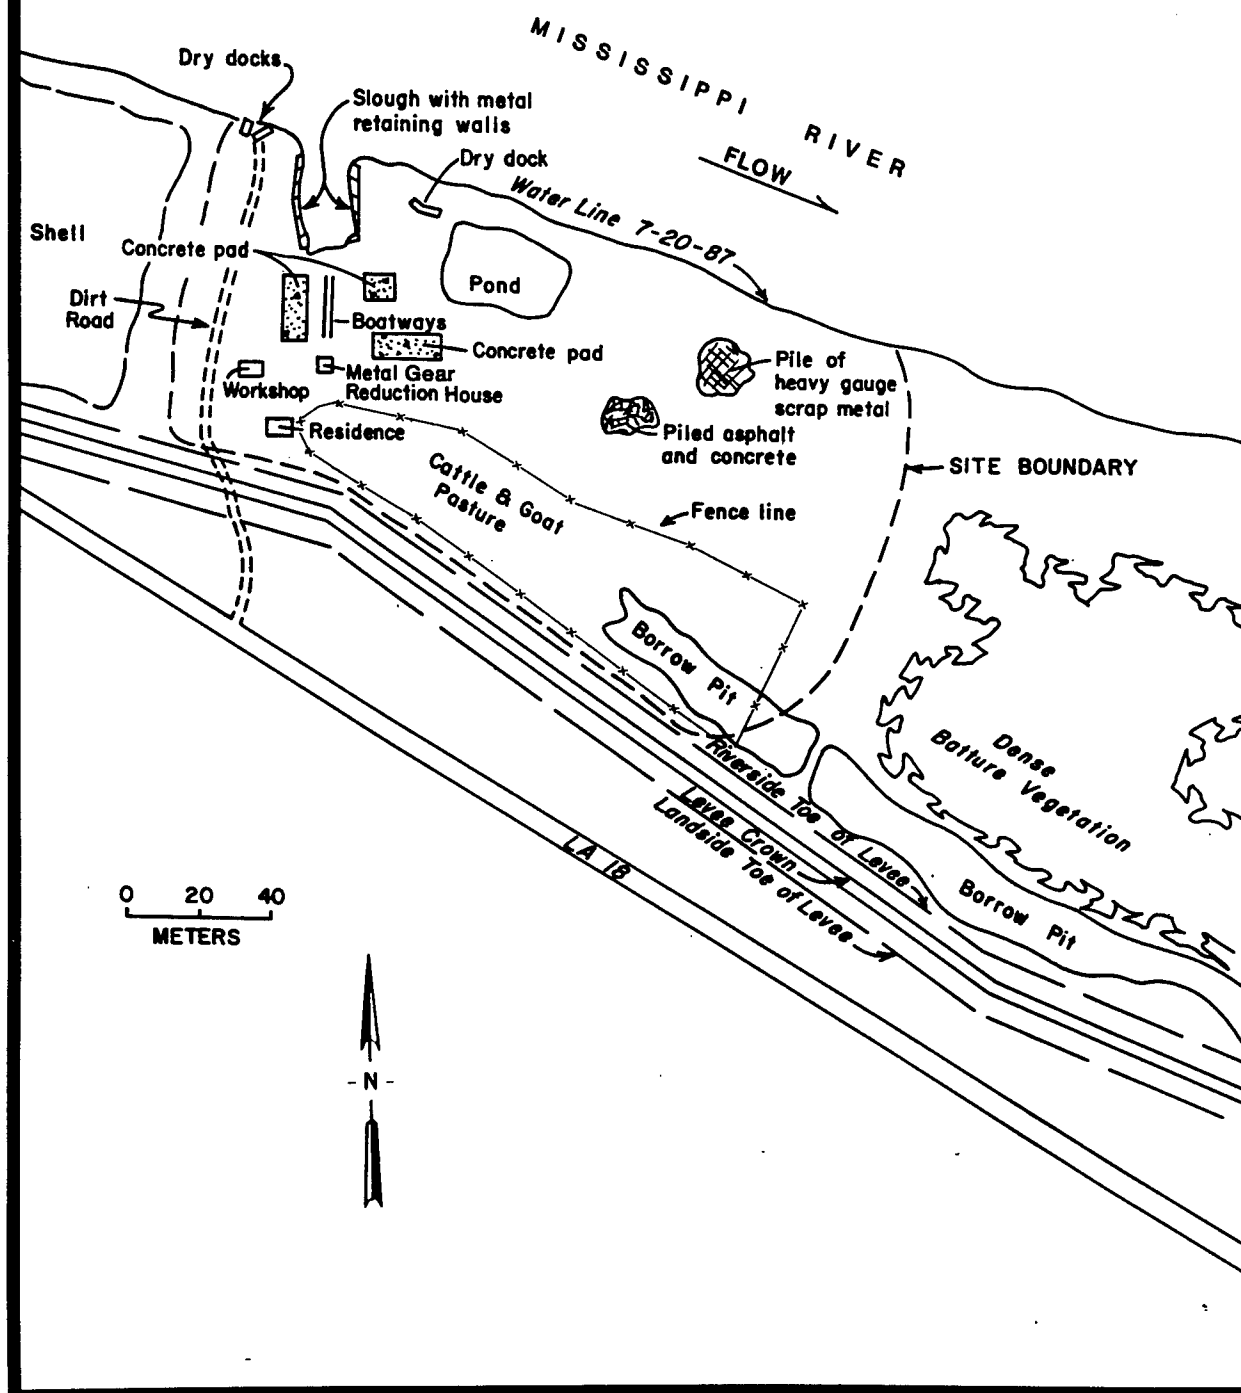 MISSISSIPPI RIVER
Dry docks
Slough with metal
retaining walls
FLOW
Dry dock
Water Line 7-20-87
Shell
Concrete pad
Pond
Dirt
Road
Boatways
Concrete pad
Pile of
heavy gauge
scrap metal
Workshop
Metal Gear
Reduction House
Residence
Piled asphalt
and concrete
Cattle & Goat
Pasture
SITE BOUNDARY
Fence line
Borrow Pit
Dense
Batture Vegetation
Riverside Toe of Levee
Levee Crown
Landside Toe of Levee
LA 18
Borrow Pit
0 20 40
METERS
-N-